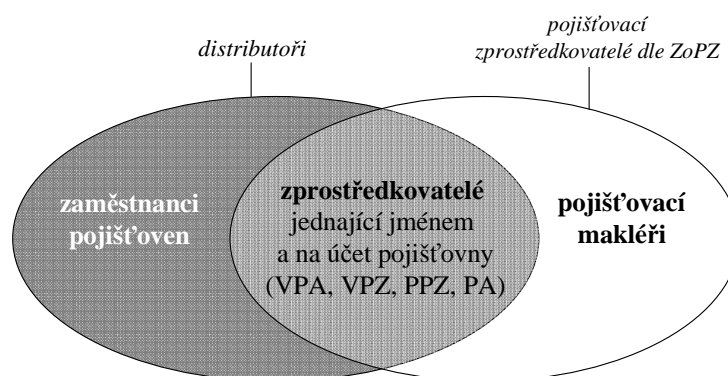 distributoři
pojišťovací
zprostředkovatelé dle ZoPZ
zaměstnanci
pojišťoven
zprostředkovatelé
jednající jménem
a na účet pojišťovny
(VPA, VPZ, PPZ, PA)
pojišťovací
makléři